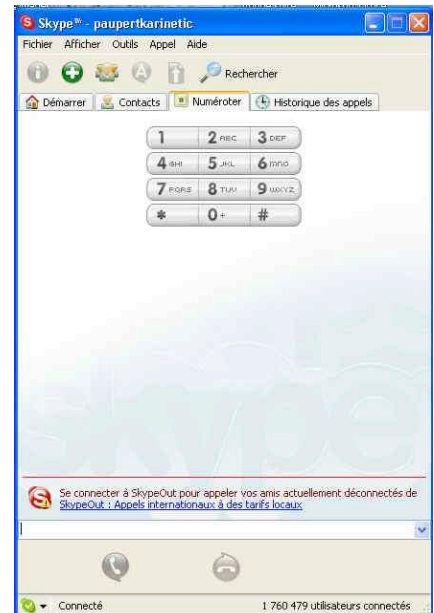 Skype™ - paupertkarinetic
Fichier Afficher Outils Appel Aide
Rechercher
Démarrer Contacts Numéroter Historique des appels
1 2 ABC 3 DEF
4 GHI 5 JKL 6 mno
7 PQRS 8 TUV 9 WXYZ
* 0 + #
skype
Se connecter à SkypeOut pour appeler vos amis actuellement déconnectés de
SkypeOut : Appels internationaux à des tarifs locaux
Connecté 1 760 479 utilisateurs connectés